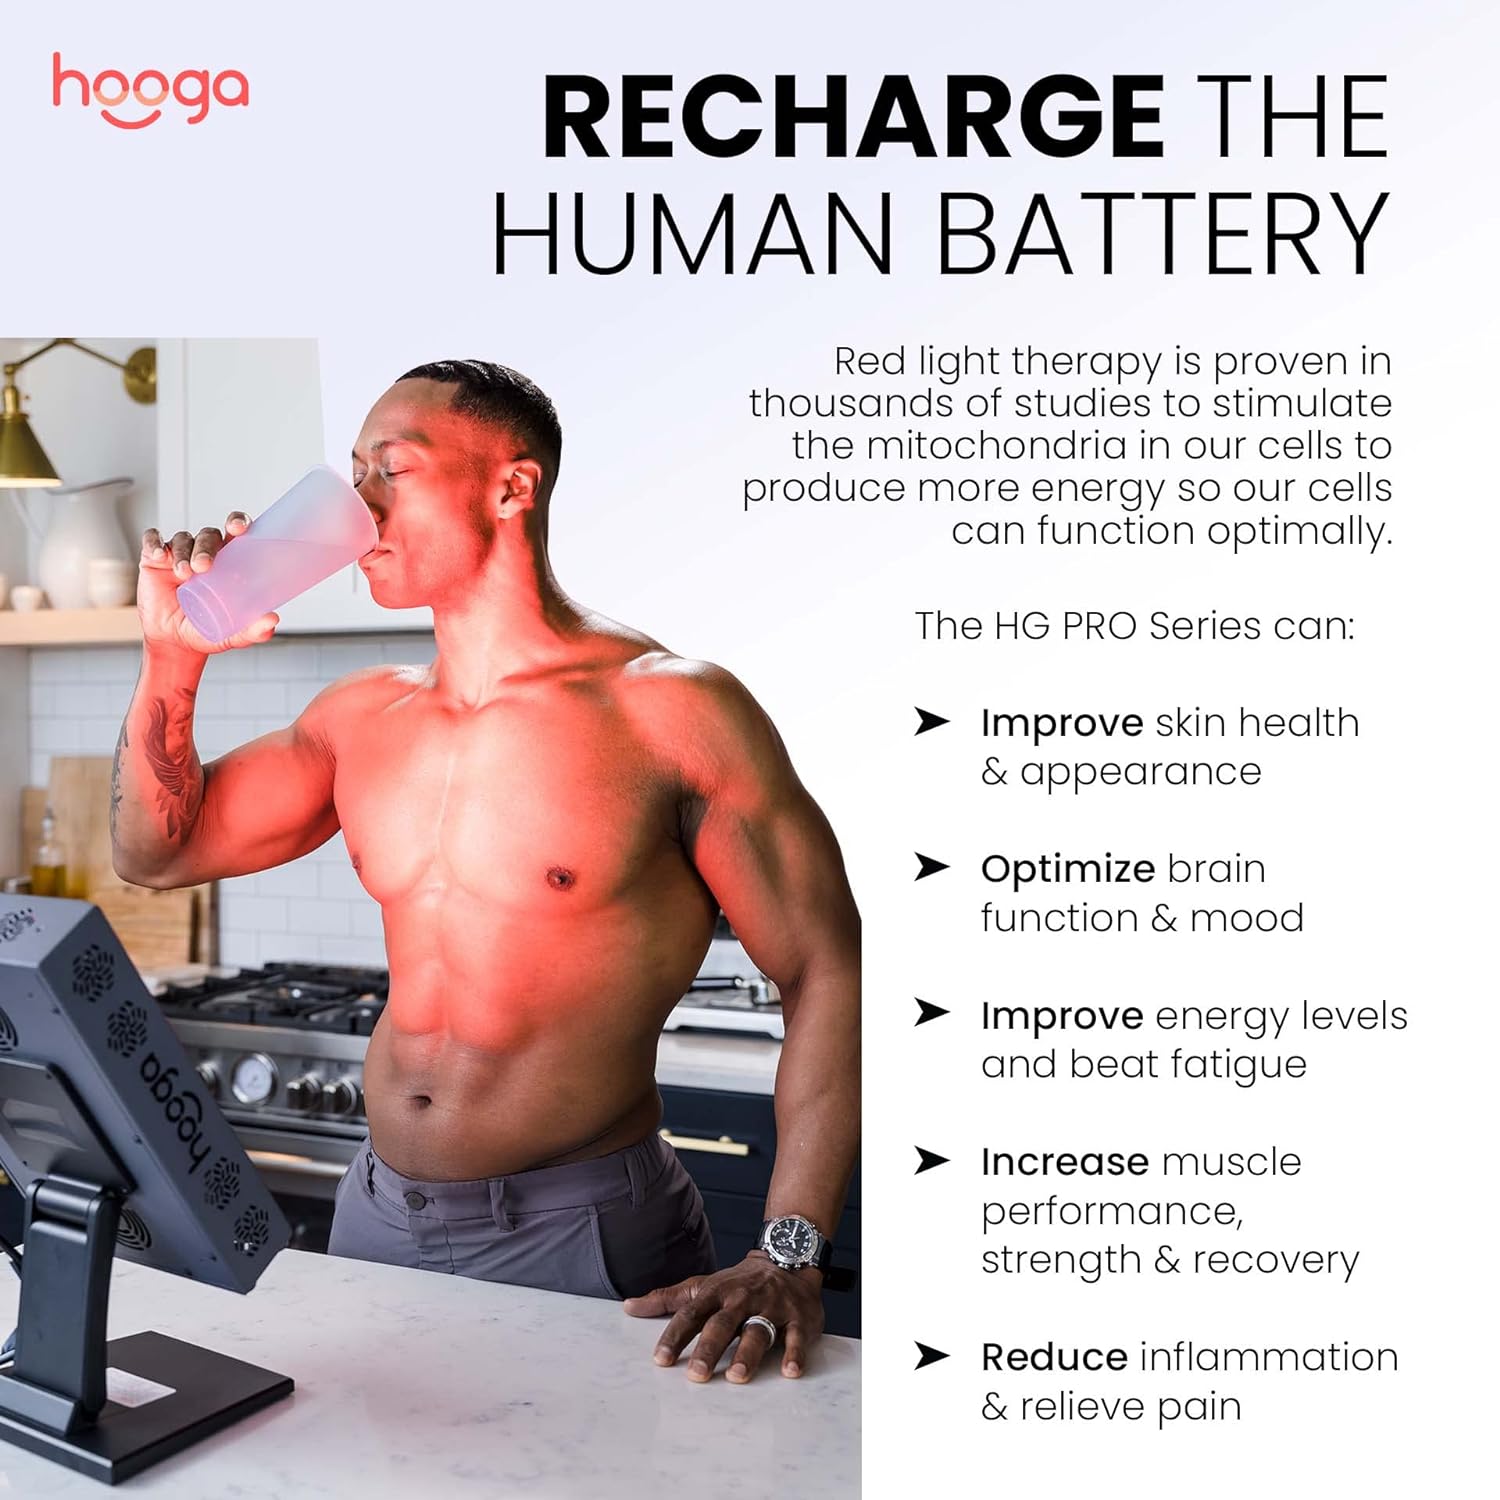 hooga
RECHARGE THE
HUMAN BATTERY
Red light therapy is proven in
thousands of studies to stimulate
the mitochondria in our cells to
produce more energy so our cells
can function optimally.
The HG PRO Series can:
Improve skin health
& appearance
Optimize brain
function & mood
Improve energy levels
and beat fatigue
Increase muscle
performance,
strength & recovery
Reduce inflammation
& relieve pain
hooga